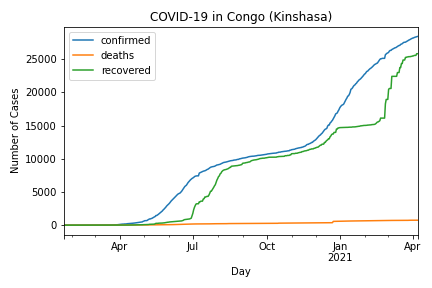 COVID-19 in Congo (Kinshasa)
confirmed
deaths
recovered
Number of Cases
25000
20000
15000
10000
5000
0
Apr
Jul
Oct
Jan
2021
Apr
Day